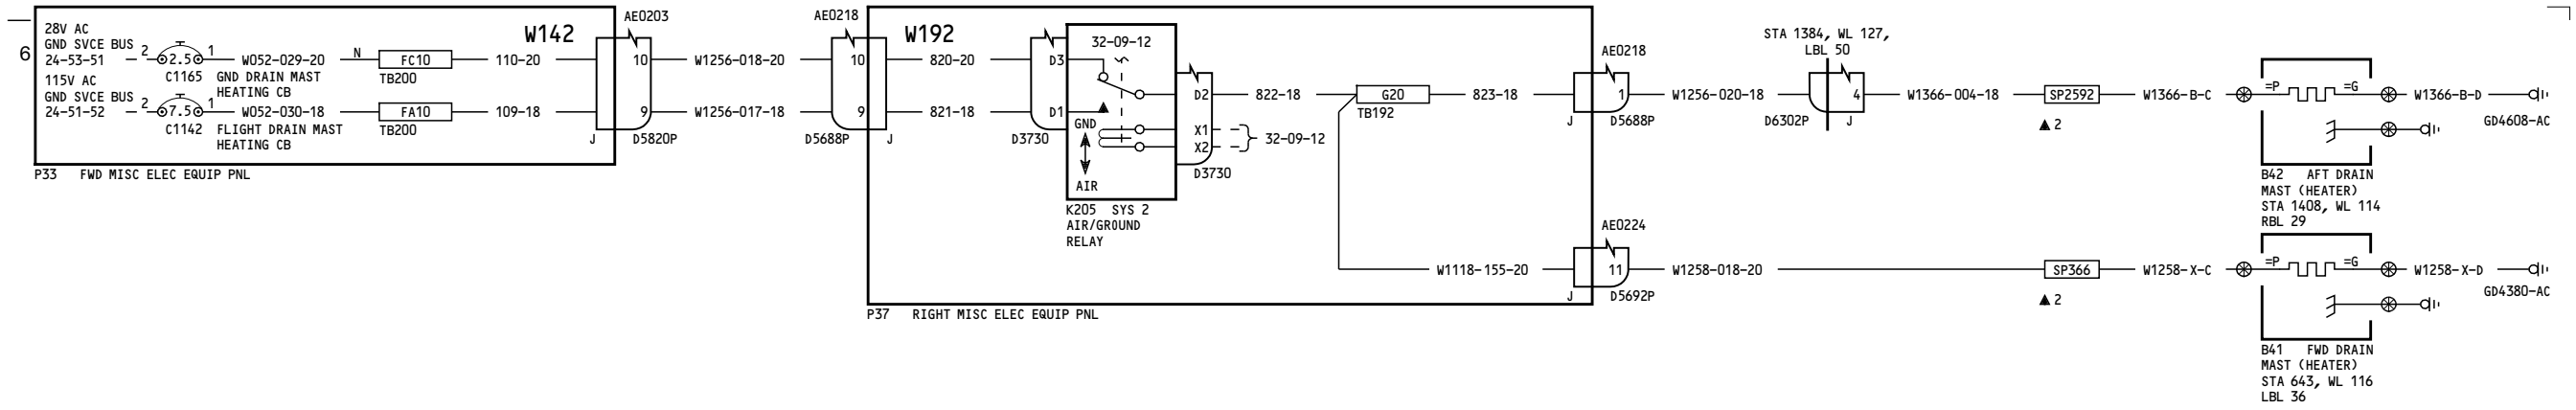 6
28V AC
GND SVCE BUS
24-53-51
2
2.5
1
C1165
GND DRAIN MAST
HEATING CB
W052-029-20
N
FC10
TB200
110-20
115V AC
GND SVCE BUS
24-51-52
2
7.5
1
C1142
FLIGHT DRAIN MAST
HEATING CB
W052-030-18
FA10
TB200
109-18
W142
P33 FWD MISC ELEC EQUIP PNL
AE0203
10
9
J
D5820P
W1256-018-20
W1256-017-18
AE0218
10
9
D5688P
J
W192
820-20
821-18
D3
D1
D3730
32-09-12
GND
AIR
K205 SYS 2
AIR/GROUND
RELAY
D2
X1
X2
D3730
32-09-12
822-18
G20
TB192
823-18
W1118-155-20
P37 RIGHT MISC ELEC EQUIP PNL
AE0218
1
J
D5688P
W1256-020-18
STA 1384, WL 127,
LBL 50
4
D6302P
J
W1366-004-18
SP2592
2
W1366-B-C
=P
=G
W1366-B-D
GD4608-AC
B42 AFT DRAIN
MAST (HEATER)
STA 1408, WL 114
RBL 29
AE0224
11
J
D5692P
W1258-018-20
SP366
2
W1258-X-C
=P
=G
W1258-X-D
GD4380-AC
B41 FWD DRAIN
MAST (HEATER)
STA 643, WL 116
LBL 36